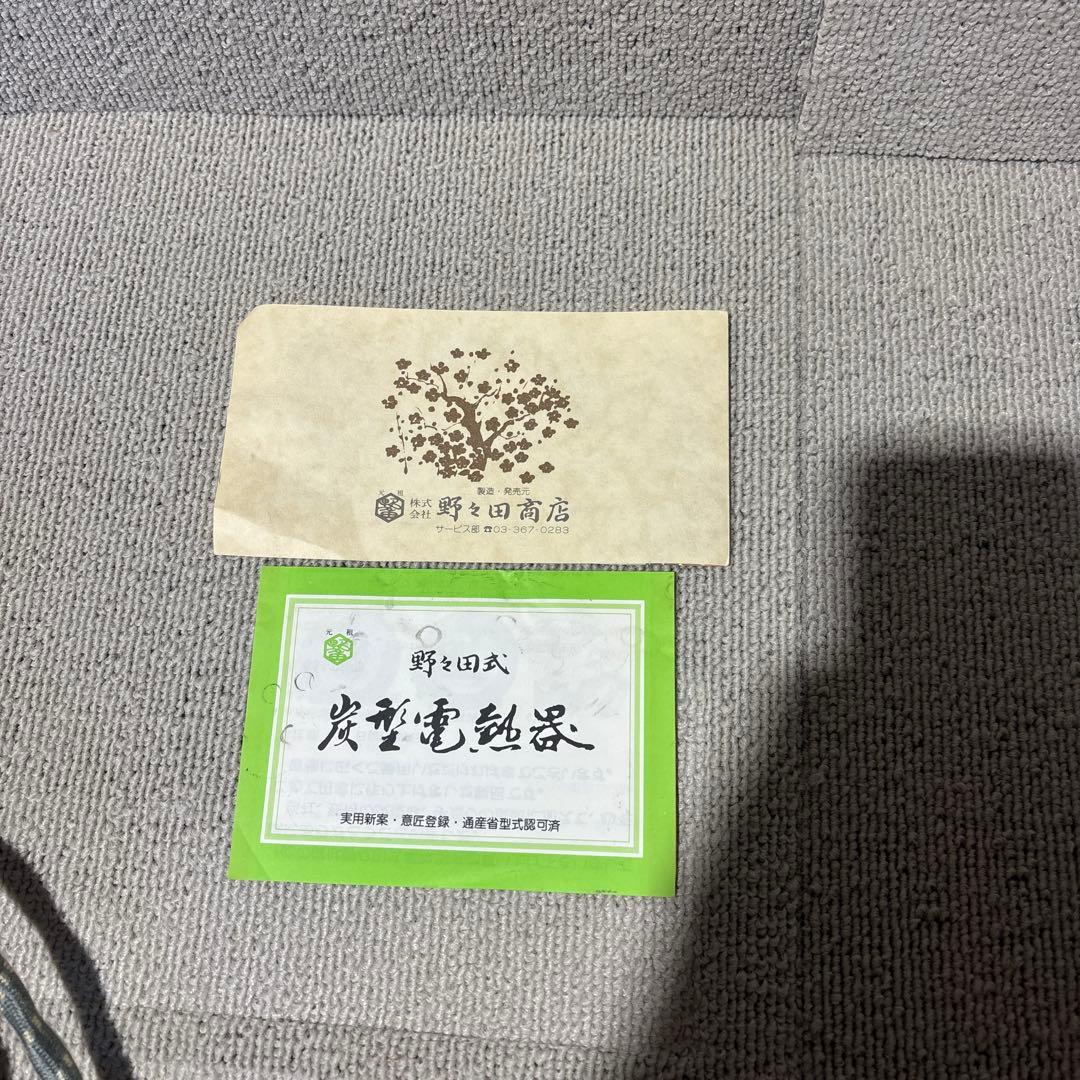 製造・発売元
元祖
株式会社 野々田商店
サービス部 ☎03-367-0283
元祖
野々田式
炭型電熱器
実用新案・意匠登録・通産省型式認可済